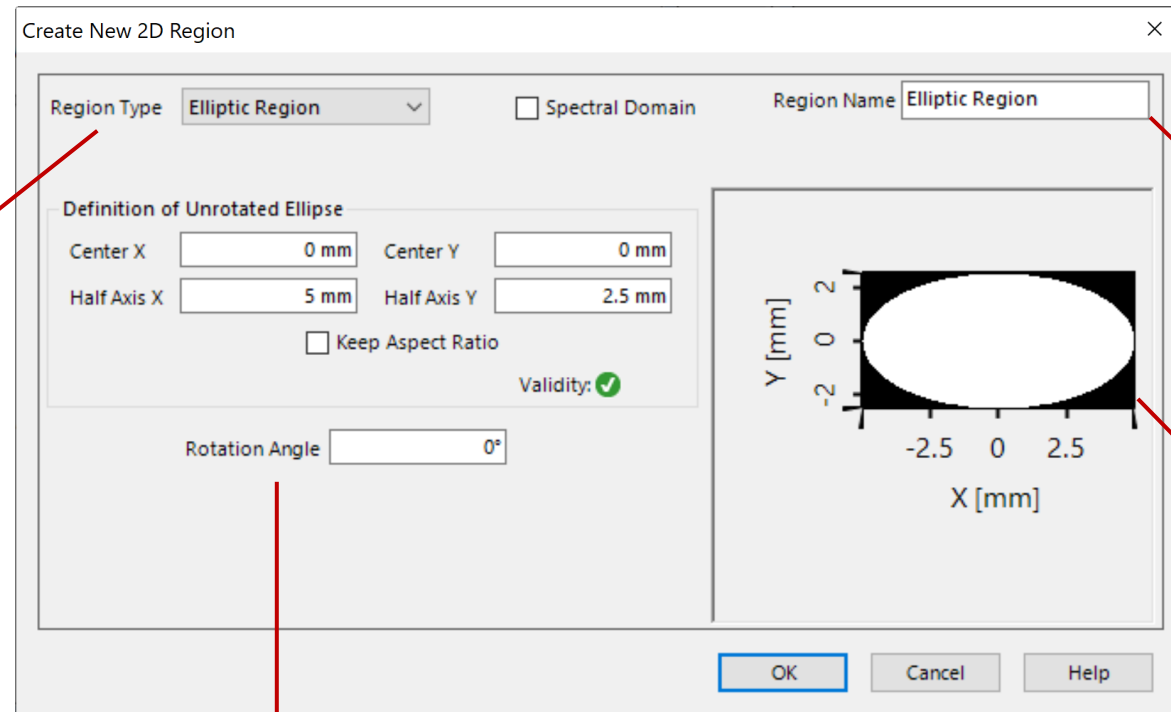 Create New 2D Region
Region Type Elliptic Region Spectral Domain Region Name Elliptic Region
Definition of Unrotated Ellipse
Center X 0 mm Center Y 0 mm
Half Axis X 5 mm Half Axis Y 2.5 mm
Keep Aspect Ratio
Validity:
Rotation Angle 0°
Y [mm]
2
0
-2
-2.5 0 2.5
X [mm]
OK Cancel Help